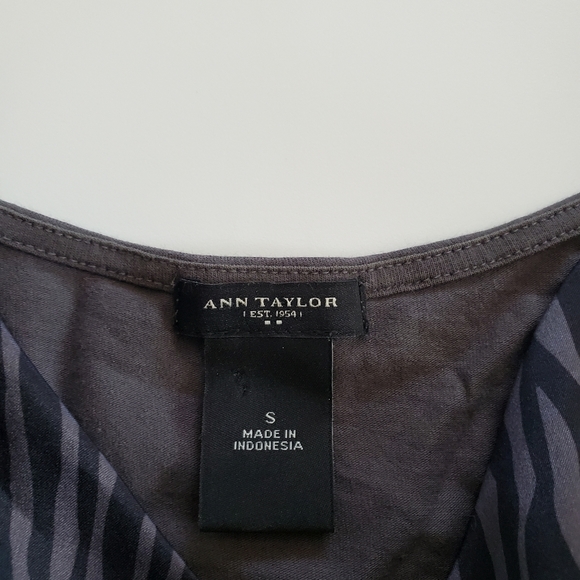 ANN TAYLOR
| EST. 1954 |
S
MADE IN
INDONESIA